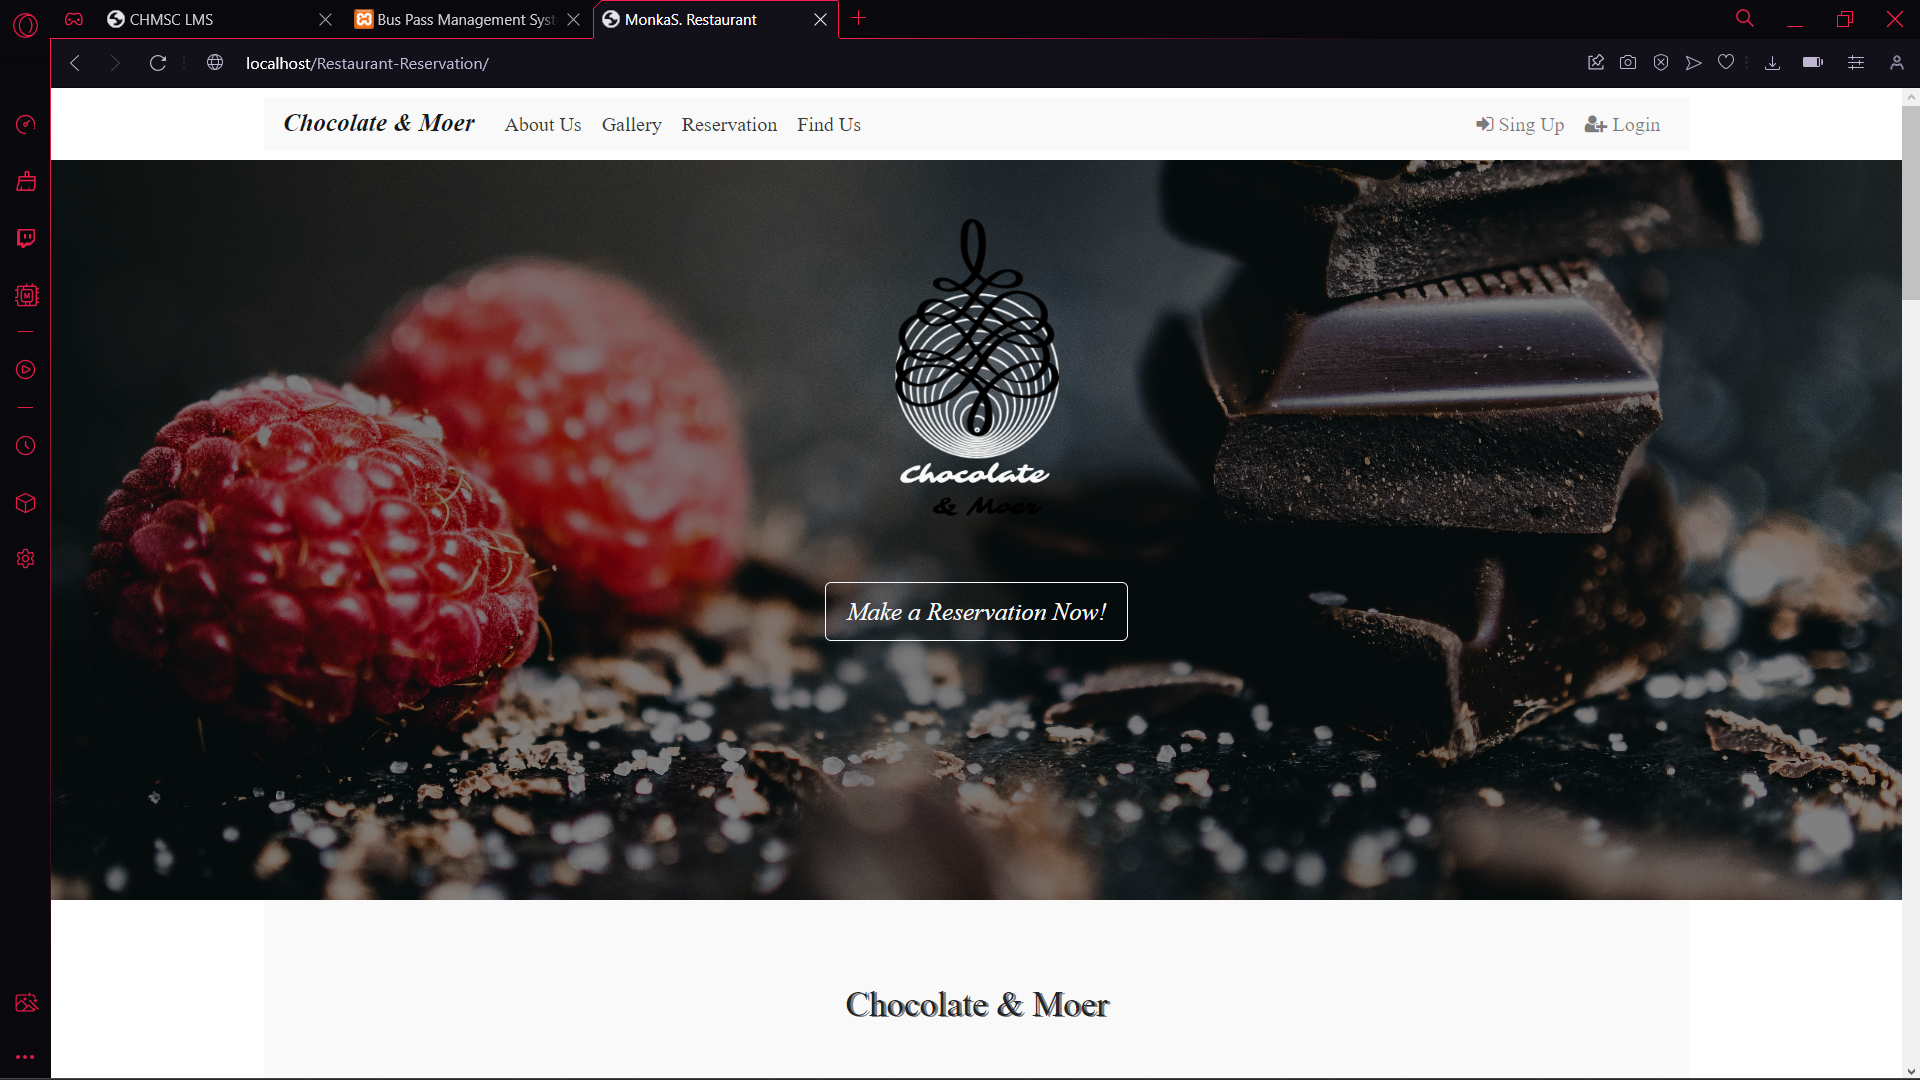 CHMSC LMS
Bus Pass Management Syst
MonkaS. Restaurant
localhost/Restaurant-Reservation/
Chocolate & Moer
About Us
Gallery
Reservation
Find Us
Sing Up
Login
Chocolate
& Moer
Make a Reservation Now!
Chocolate & Moer